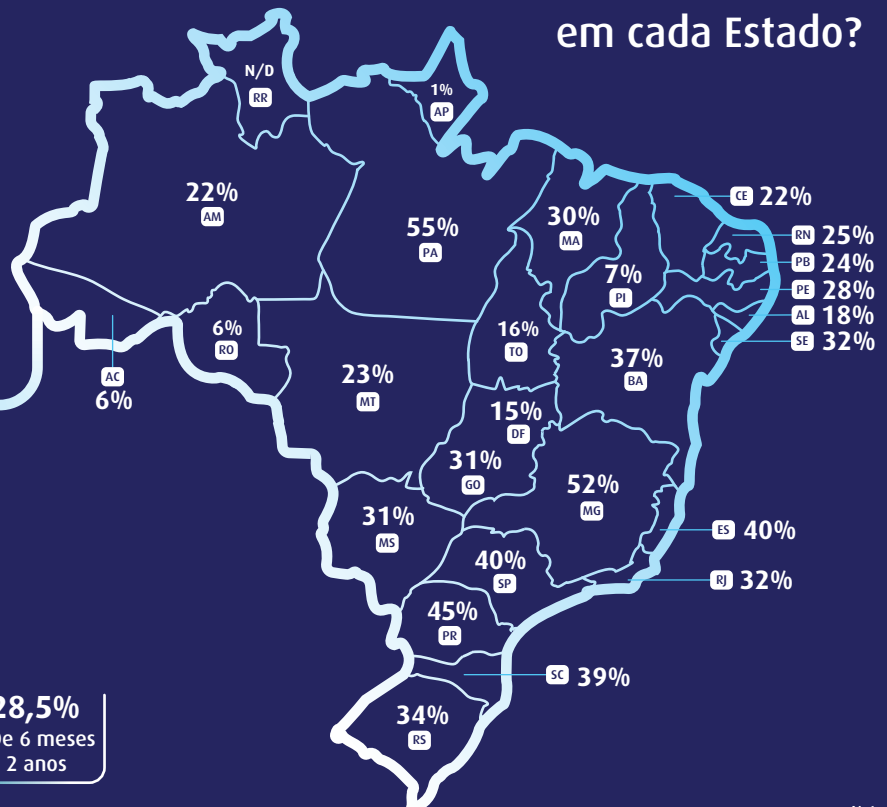 em cada Estado?
N/D
RR
1%
AP
22%
AM
55%
PA
30%
MA
7%
PI
CE 22%
RN 25%
PB 24%
PE 28%
AL 18%
SE 32%
6%
RO
16%
TO
37%
BA
AC
6%
23%
MT
15%
DF
31%
GO
52%
MG
31%
MS
ES 40%
40%
SP
RJ 32%
45%
PR
SC 39%
34%
RS
28,5%
de 6 meses
2 anos